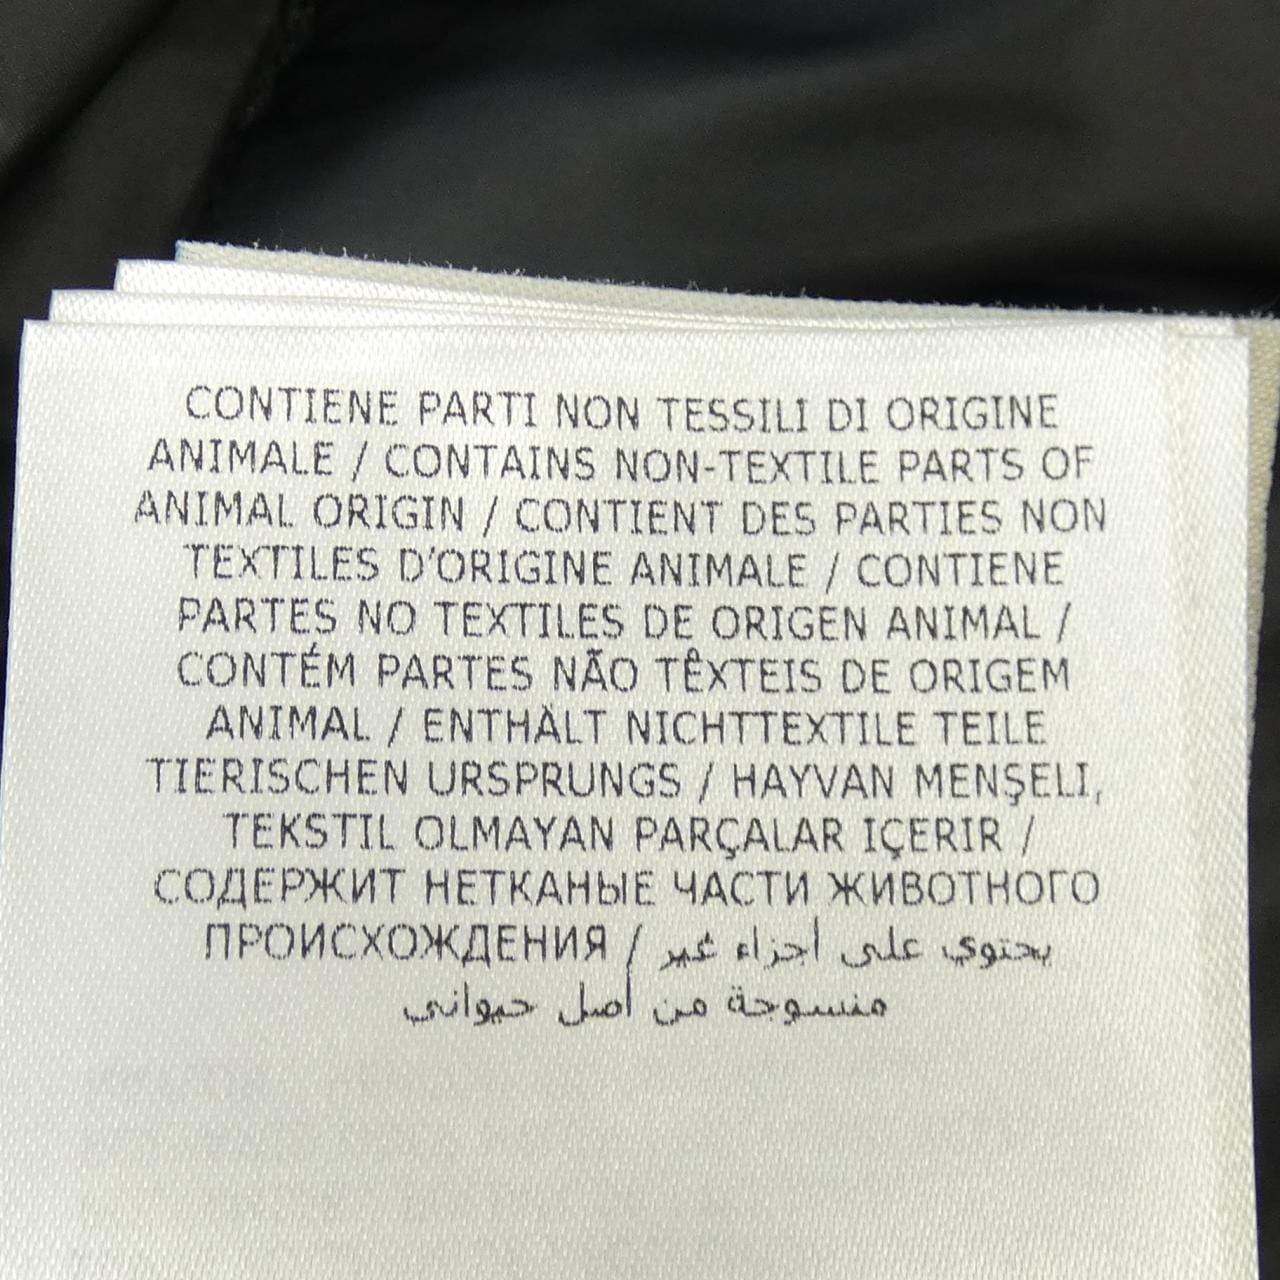 CONTIENE PARTI NON TESSILI DI ORIGINE
ANIMALE / CONTAINS NON-TEXTILE PARTS OF
ANIMAL ORIGIN / CONTIENT DES PARTIES NON
TEXTILES D'ORIGINE ANIMALE / CONTIENE
PARTES NO TEXTILES DE ORIGEN ANIMAL /
CONTÉM PARTES NÃO TÊXTEIS DE ORIGEM
ANIMAL / ENTHÄLT NICHTTEXTILE TEILE
TIERISCHEN URSPRUNGS / HAYVAN MENŞELI,
TEKSTIL OLMAYAN PARÇALAR IÇERIR /
СОДЕРЖИТ НЕТКАНЫЕ ЧАСТИ ЖИВОТНОГО
ПРОИСХОЖДЕНИЯ / يحتوي على أجزاء غير
منسوجة من أصل حيواني